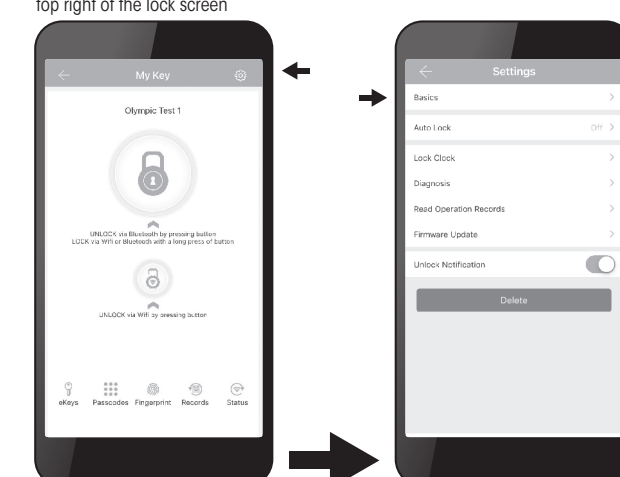 top right of the lock screen
My Key
Olympic Test 1
1
UNLOCK via Bluetooth by pressing button
LOCK via Wifi or Bluetooth with a long press of button
UNLOCK via Wifi by pressing button
eKeys Passcodes Fingerprint Records Status
Settings
Basics
Auto Lock Off
Lock Clock
Diagnosis
Read Operation Records
Firmware Update
Unlock Notification
Delete